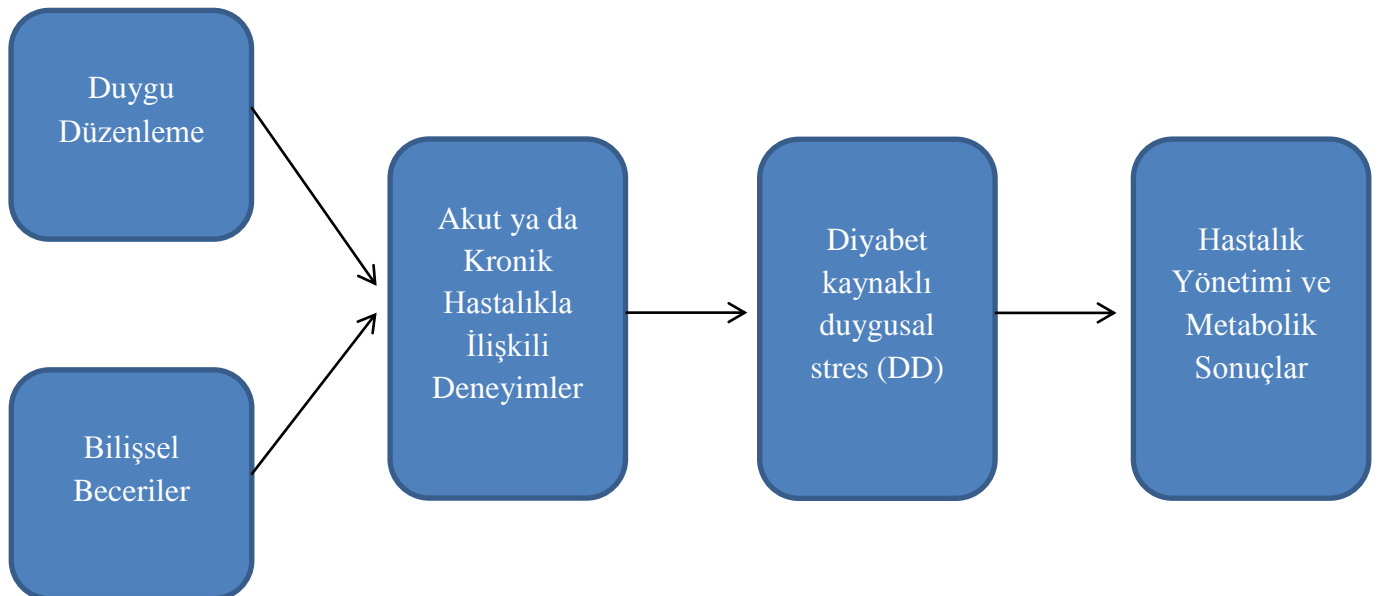 Duygu
Düzenleme
Bilişsel
Beceriler
Akut ya da
Kronik
Hastalıkla
İlişkili
Deneyimler
Diyabet
kaynaklı
duygusal
stres (DD)
Hastalık
Yönetimi ve
Metabolik
Sonuçlar